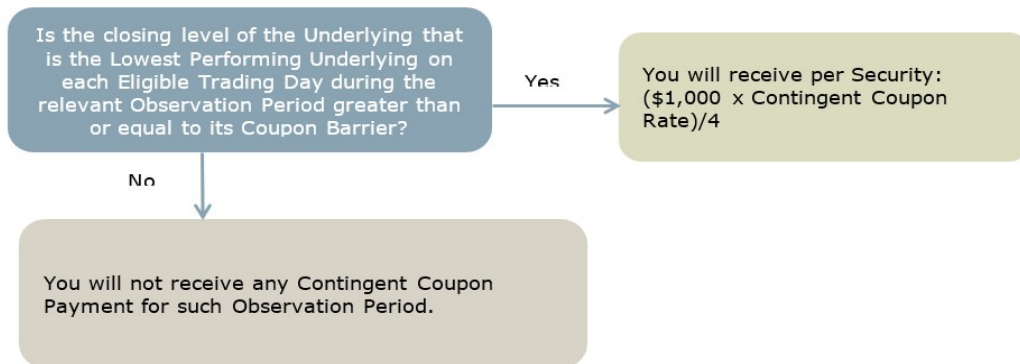 Is the closing level of the Underlying that
is the Lowest Performing Underlying on
each Eligible Trading Day during the
relevant Observation Period greater than
or equal to its Coupon Barrier?
Yes
You will receive per Security:
($1,000 x Contingent Coupon
Rate)/4
No
You will not receive any Contingent Coupon
Payment for such Observation Period.